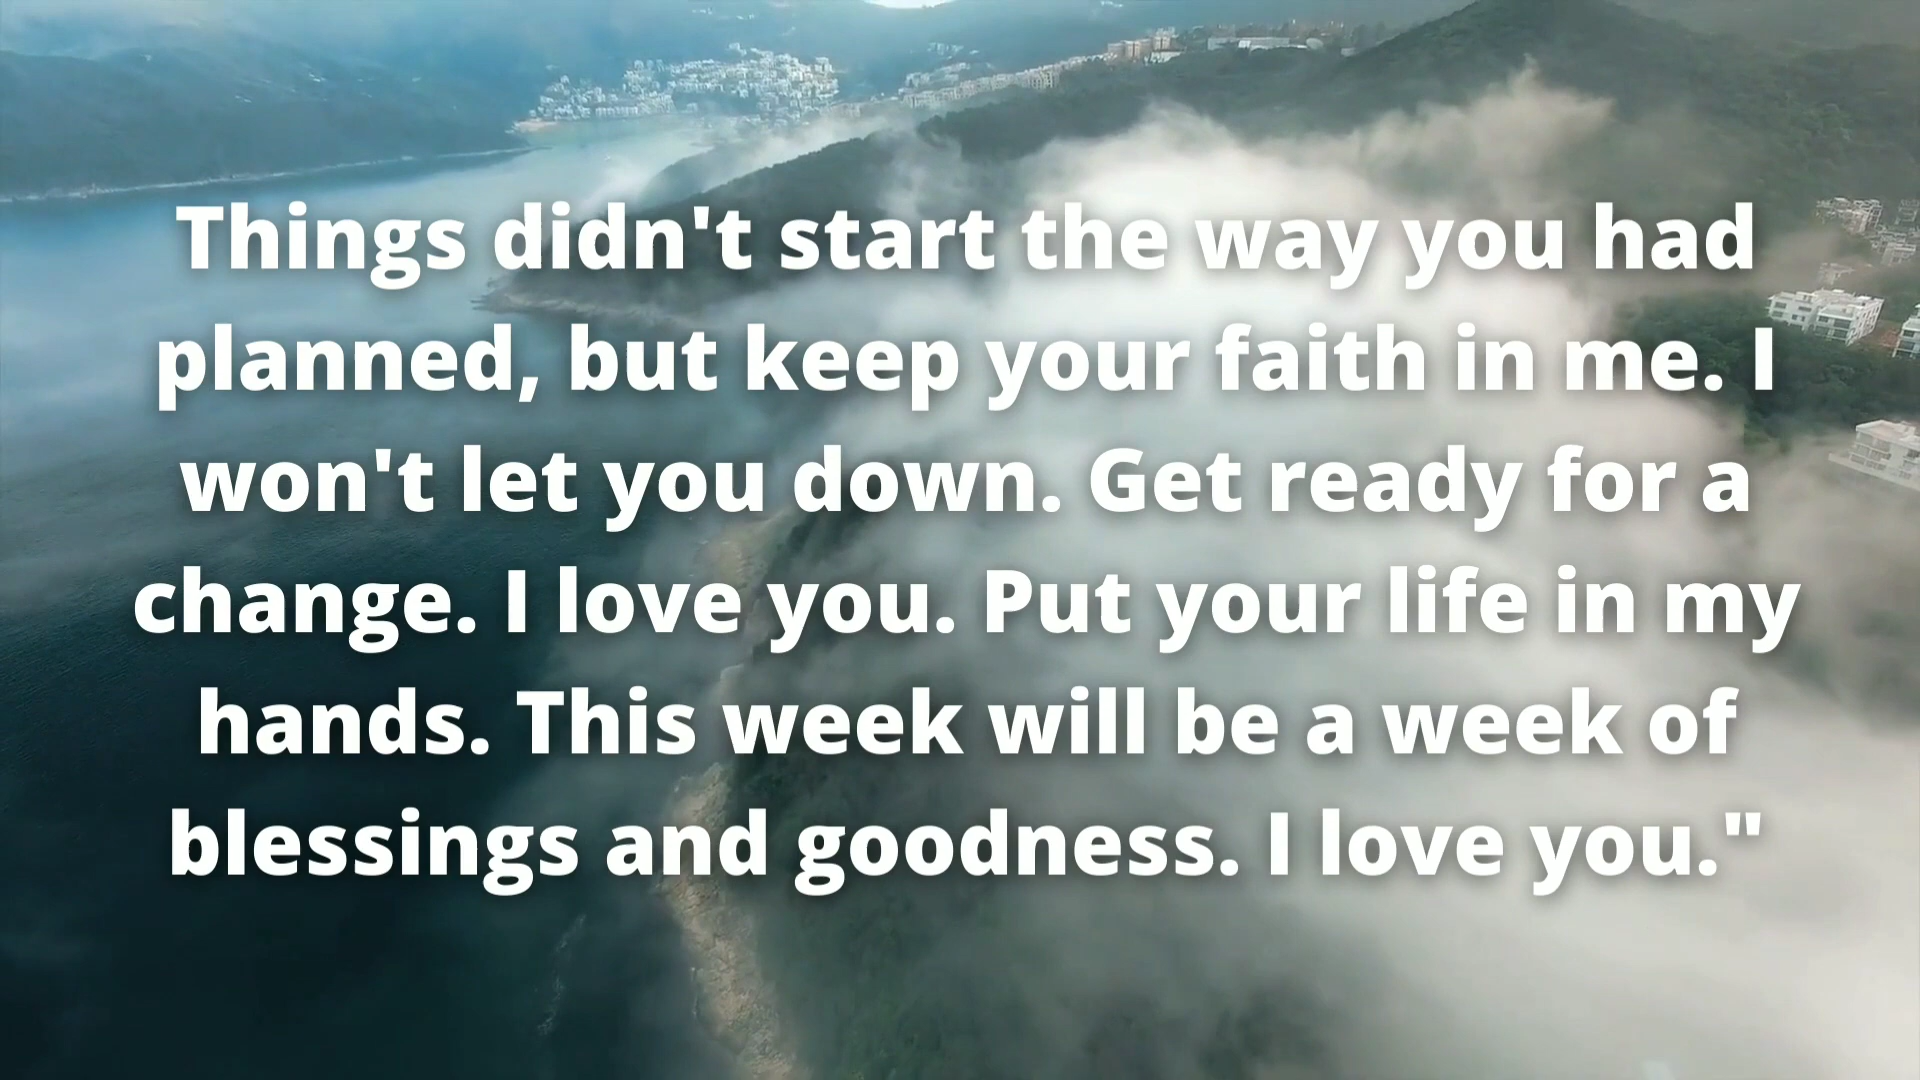 Things didn't start the way you had
planned, but keep your faith in me. I
won't let you down. Get ready for a
change. I love you. Put your life in my
hands. This week will be a week of
blessings and goodness. I love you."